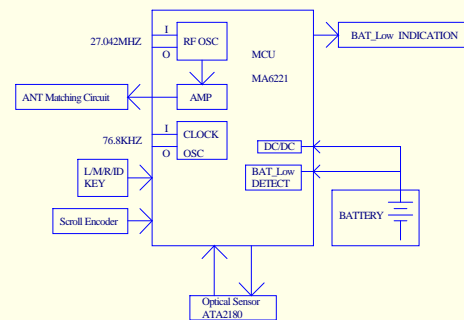 27.042MHZ
I
O
RF OSC
MCU
MA6221
BAT_Low INDICATION
ANT Matching Circuit
AMP
76.8KHZ
I
O
CLOCK
OSC
DC/DC
L/M/R/ID
KEY
BAT_Low
DETECT
BATTERY
Scroll Encoder
Optical Sensor
ATA2180